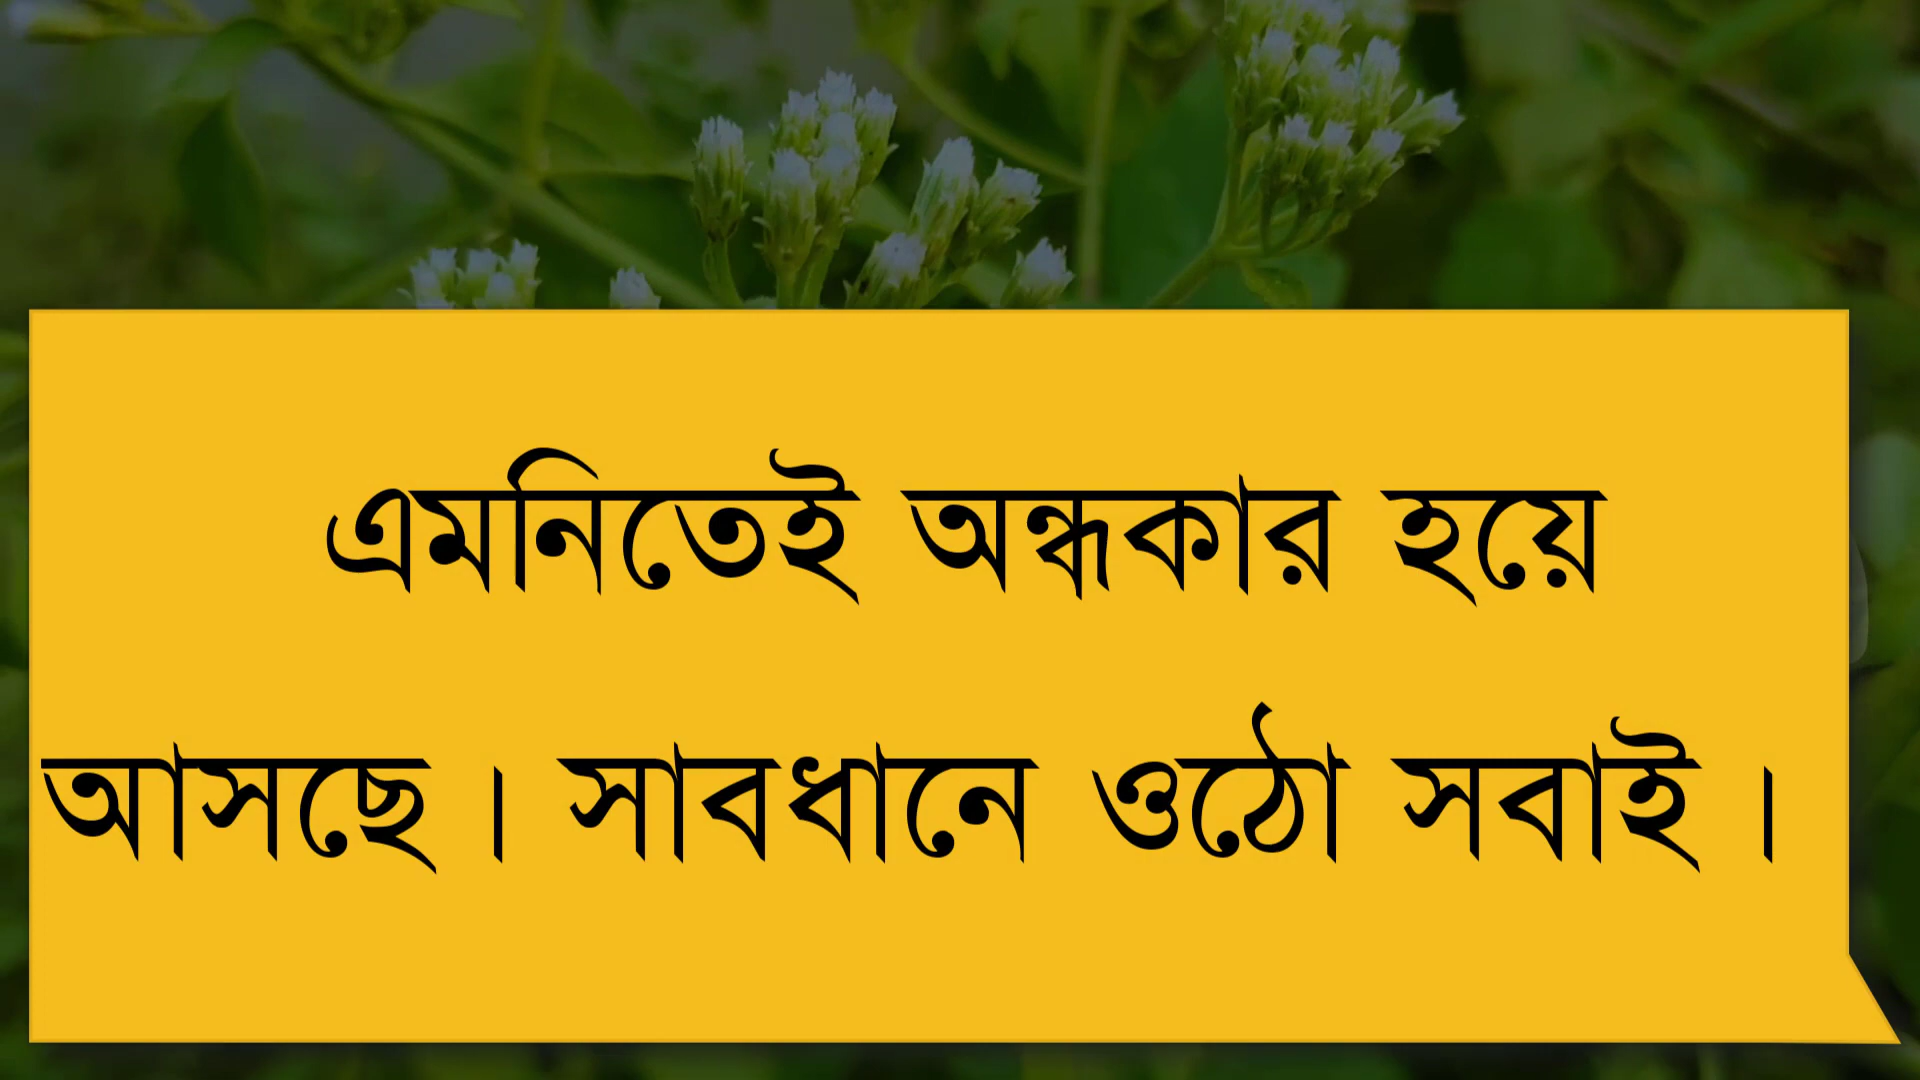 এমনিতেই অন্ধকার হয়ে
আসছে। সাবধানে ওঠো সবাই।